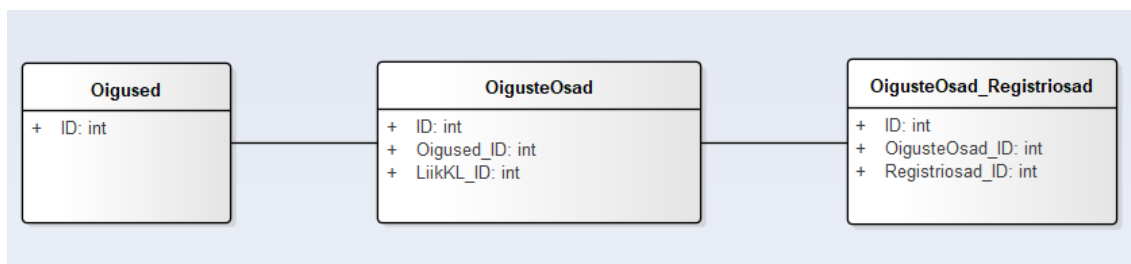 Oigused
+ ID: int
OigusteOsad
+ ID: int
+ Oigused_ID: int
+ LiikKL_ID: int
OigusteOsad_Registriosad
+ ID: int
+ OigusteOsad_ID: int
+ Registriosad_ID: int